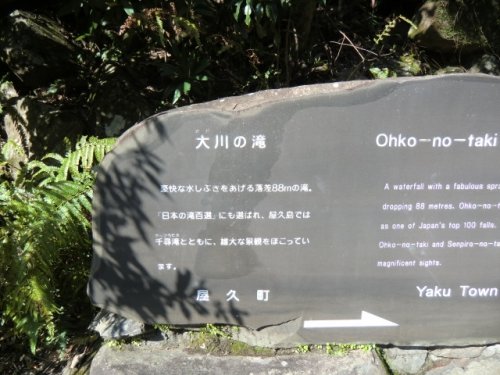 大川の滝
豪快な水しぶきをあげる落差88mの滝。
「日本の滝百選」にも選ばれ、屋久島では
千尋滝とともに、雄大な景観をほこってい
ます。
屋久町
Ohko-no-taki
A waterfall with a fabulous spra
dropping 88 metres. Ohko-no-t
as one of Japan's top 100 falls.
Ohko-no-taki and Senpiro-no-ta
magnificent sights.
Yaku Town